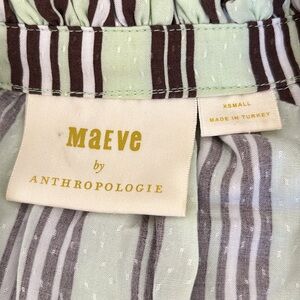 MaEVe
by
ANTHROPOLOGIE
XSMALL
MADE IN TURKEY